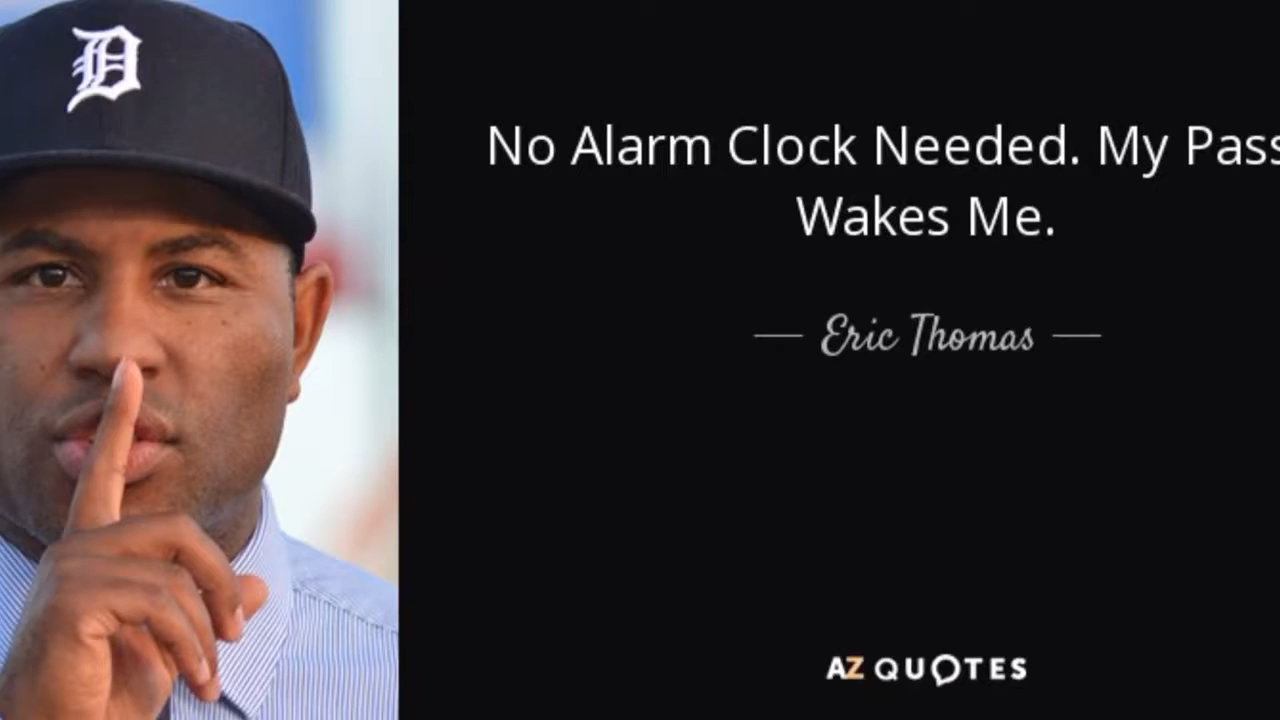 D
No Alarm Clock Needed. My Pass
Wakes Me.
Eric Thomas
AZ QUOTES